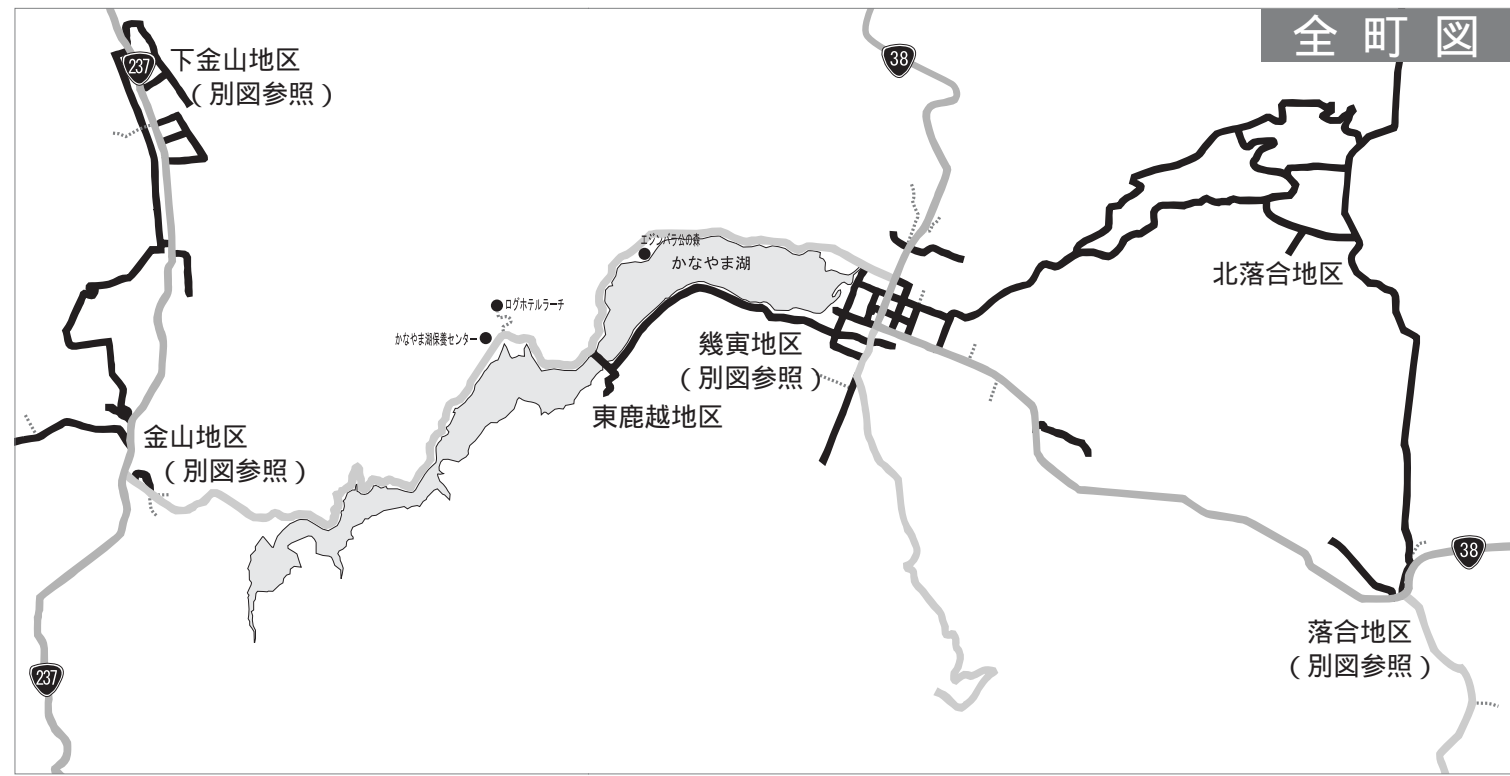 全町図
237
下金山地区
(別図参照)
38
エジンバラ公の森
かなやま湖
北落合地区
ログホテルラーチ
かなやま湖保養センター
幾寅地区
(別図参照)
東鹿越地区
金山地区
(別図参照)
38
落合地区
(別図参照)
237